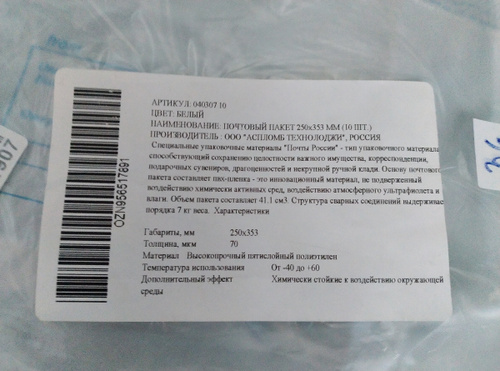 АРТИКУЛ: 040307.10
ЦВЕТ: БЕЛЫЙ
НАИМЕНОВАНИЕ: ПОЧТОВЫЙ ПАКЕТ 250х353 ММ (10 ШТ.)
ПРОИЗВОДИТЕЛЬ : ООО "АСПЛОМБ ТЕХНОЛОДЖИ", РОССИЯ
Специальные упаковочные материалы "Почты России" - тип упаковочного материала,
способствующий сохранению целостности важного имущества, корреспонденции,
подарочных сувениров, драгоценностей и некрупной ручной клади. Основу почтового
пакета составляет пвх-пленка - это инновационный материал, не подверженный
воздействию химически активных сред, воздействию атмосферного ультрафиолета и
влаги. Объем пакета составляет 41.1 см3. Структура сварных соединений выдерживает
порядка 7 кг веса. Характеристики
Габариты, мм 250х353
Толщина, мкм 70
Материал Высокопрочный пятислойный полиэтилен
Температура использования От -40 до +60
Дополнительный эффект Химически стойкие к воздействию окружающей
среды
OZN956517891
307